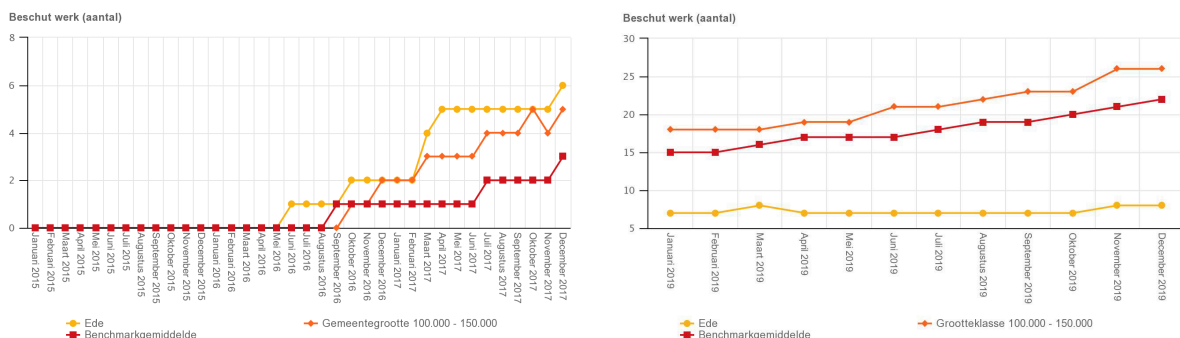 Beschut werk (aantal)
8
6
4
2
0
Januari 2015
Februari 2015
Maart 2015
April 2015
Mei 2015
Juni 2015
Juli 2015
Augustus 2015
September 2015
Oktober 2015
November 2015
December 2015
Januari 2016
Februari 2016
Maart 2016
April 2016
Mei 2016
Juni 2016
Juli 2016
Augustus 2016
September 2016
Oktober 2016
November 2016
December 2016
Januari 2017
Februari 2017
Maart 2017
April 2017
Mei 2017
Juni 2017
Juli 2017
Augustus 2017
September 2017
Oktober 2017
November 2017
December 2017
Ede
Gemeentegrootte 100.000 - 150.000
Benchmarkgemiddelde
Beschut werk (aantal)
30
25
20
15
10
5
Januari 2019
Februari 2019
Maart 2019
April 2019
Mei 2019
Juni 2019
Juli 2019
Augustus 2019
September 2019
Oktober 2019
November 2019
December 2019
Ede
Grootteklasse 100.000 - 150.000
Benchmarkgemiddelde